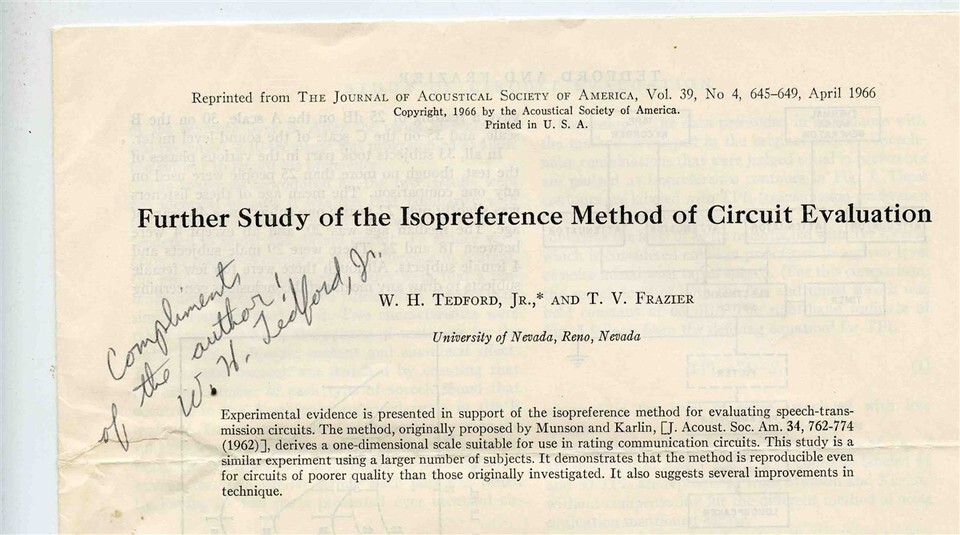 Reprinted from THE JOURNAL OF ACOUSTICAL SOCIETY OF AMERICA, Vol. 39, No 4, 645-649, April 1966
Copyright, 1966 by the Acoustical Society of America.
Printed in U. S. A.
Further Study of the Isopreference Method of Circuit Evaluation
Compliments
of the author!
W. H. Tedford, Jr.
W. H. TEDFORD, JR.,* AND T. V. FRAZIER
University of Nevada, Reno, Nevada
Experimental evidence is presented in support of the isopreference method for evaluating speech-trans-
mission circuits. The method, originally proposed by Munson and Karlin, [J. Acoust. Soc. Am. 34, 762-774
(1962)], derives a one-dimensional scale suitable for use in rating communication circuits. This study is a
similar experiment using a larger number of subjects. It demonstrates that the method is reproducible even
for circuits of poorer quality than those originally investigated. It also suggests several improvements in
technique.